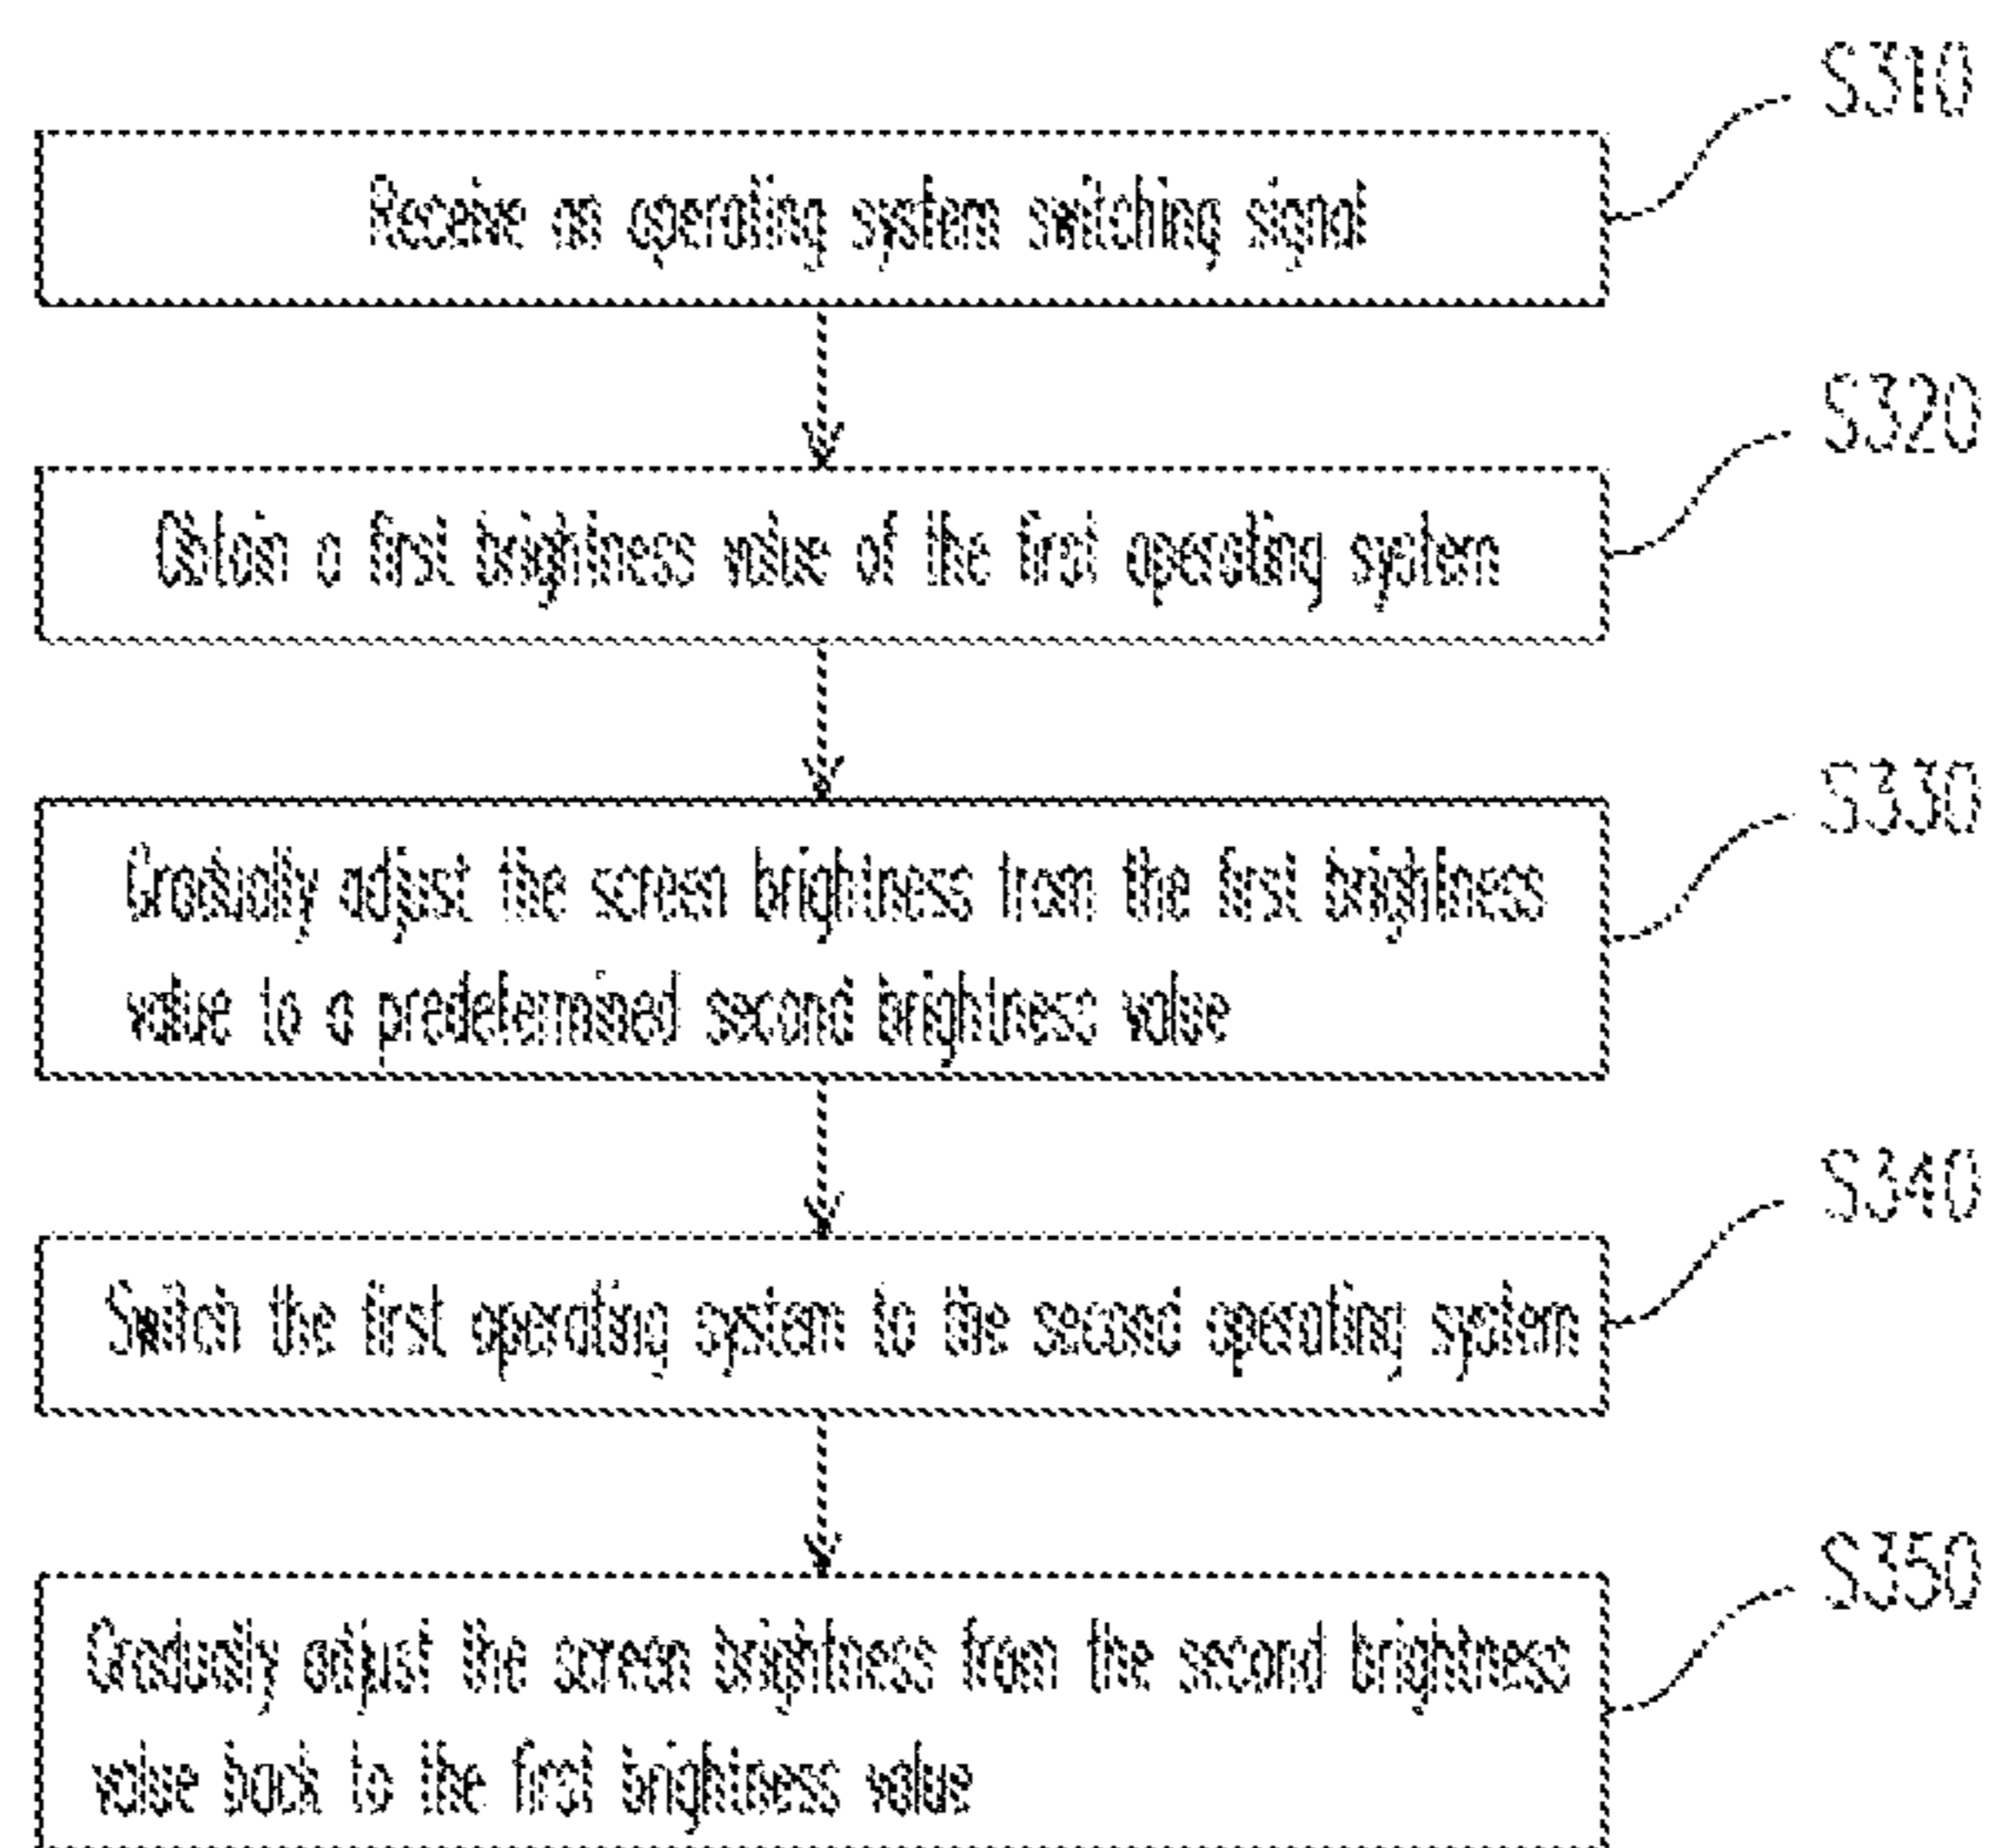 S310
Receive an operating system switching signal
S320
Obtain a first brightness value of the first operating system
S330
Gradually adjust the screen brightness from the first brightness
value to a predetermined second brightness value
S340
Switch the first operating system to the second operating system
S350
Gradually adjust the screen brightness from the second brightness
value back to the first brightness value